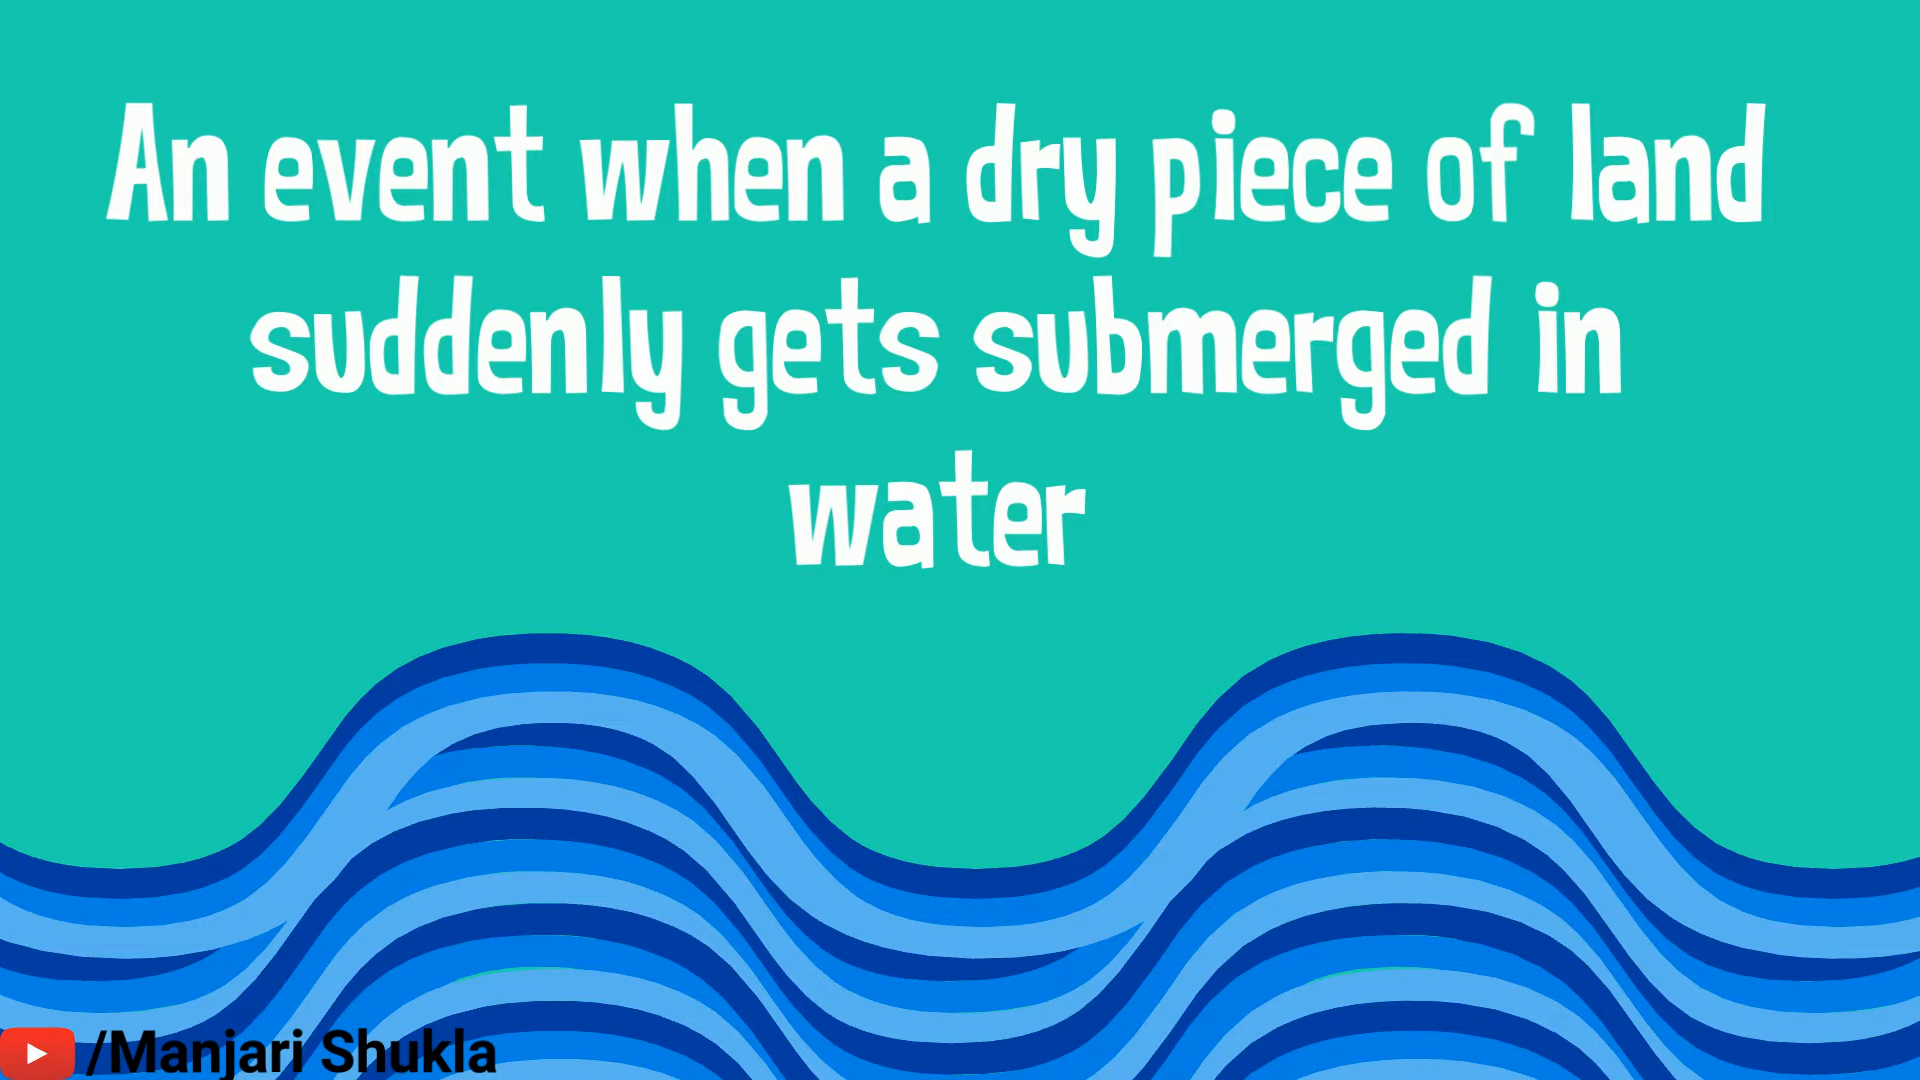 An event when a dry piece of land
suddenly gets submerged in
water
/Manjari Shukla